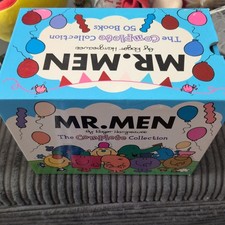 MR.MEN
By Roger Hargreaves
The Complete Collection
50 Books
MR.MEN
By Roger Hargreaves
The Complete Collection